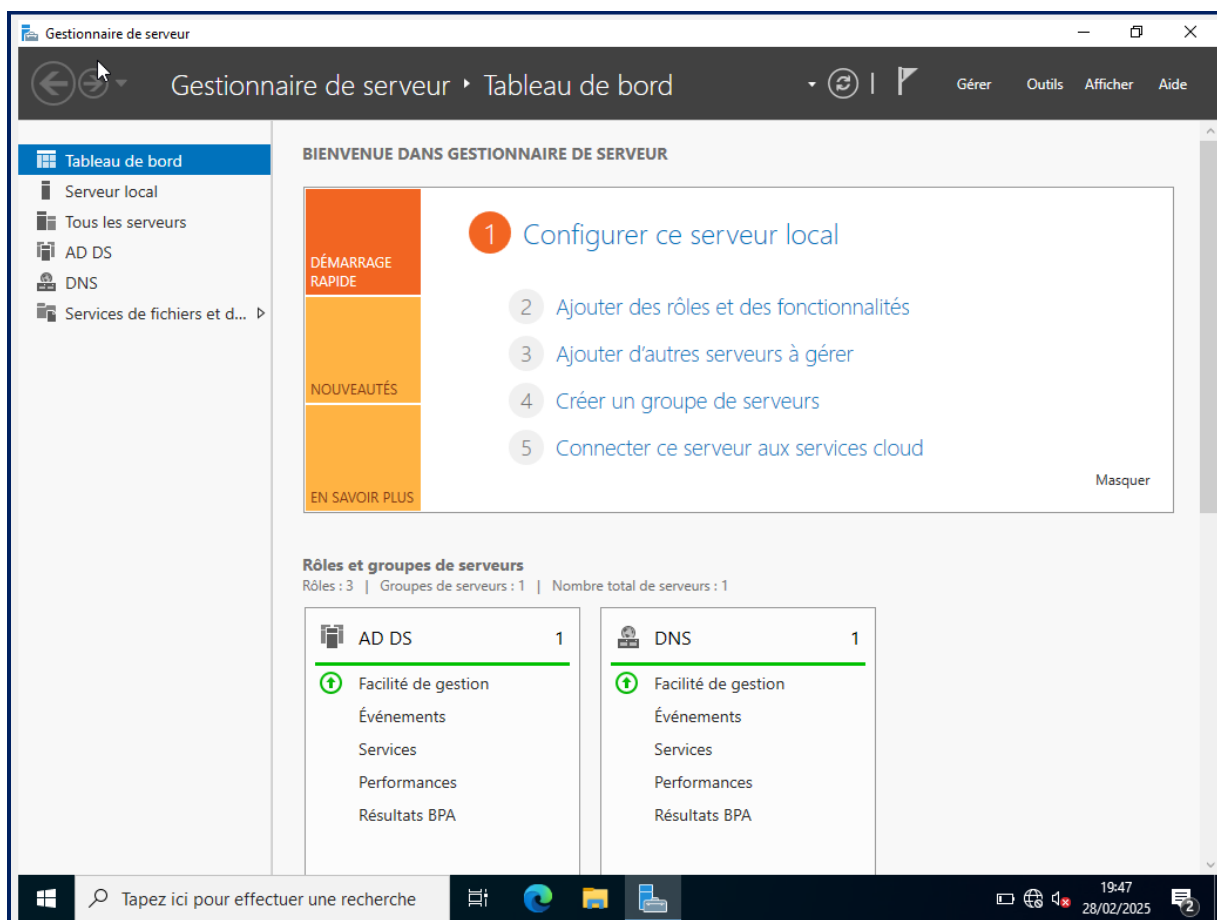 Gestionnaire de serveur
Gestionnaire de serveur ‣ Tableau de bord
Gérer Outils Afficher Aide
Tableau de bord
Serveur local
Tous les serveurs
AD DS
DNS
Services de fichiers et d...
BIENVENUE DANS GESTIONNAIRE DE SERVEUR
DÉMARRAGE
RAPIDE
NOUVEAUTÉS
EN SAVOIR PLUS
1 Configurer ce serveur local
2 Ajouter des rôles et des fonctionnalités
3 Ajouter d'autres serveurs à gérer
4 Créer un groupe de serveurs
5 Connecter ce serveur aux services cloud
Masquer
Rôles et groupes de serveurs
Rôles : 3 | Groupes de serveurs : 1 | Nombre total de serveurs : 1
AD DS 1
Facilité de gestion
Événements
Services
Performances
Résultats BPA
DNS 1
Facilité de gestion
Événements
Services
Performances
Résultats BPA
Tapez ici pour effectuer une recherche
19:47
28/02/2025
2